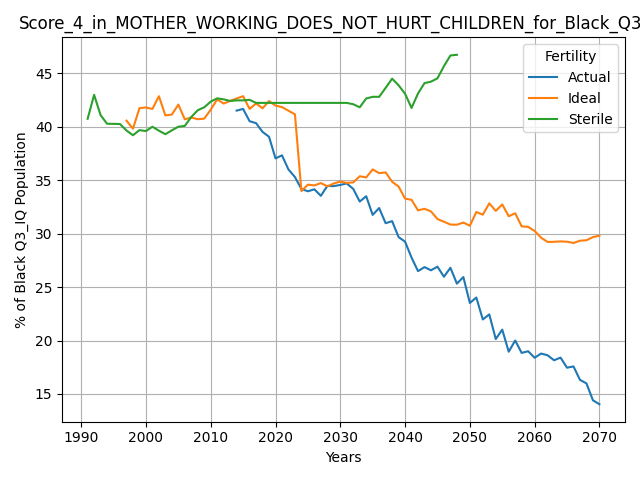 Score_4_in_MOTHER_WORKING_DOES_NOT_HURT_CHILDREN_for_Black_Q3
Fertility
Actual
Ideal
Sterile
% of Black Q3_IQ Population
45
40
35
30
25
20
15
1990 2000 2010 2020 2030 2040 2050 2060 2070
Years